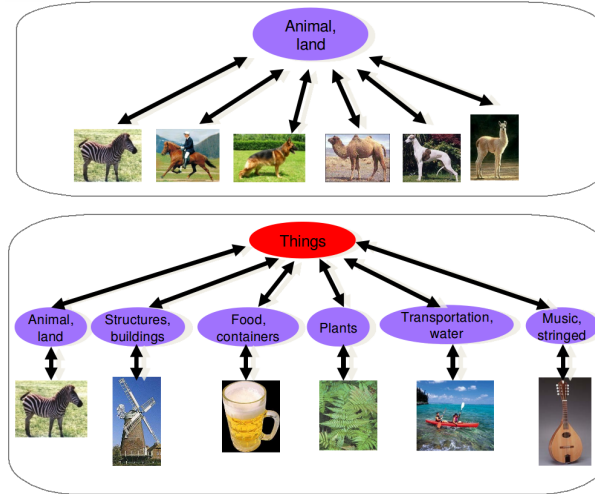 Animal,
land
Things
Animal,
land
Structures,
buildings
Food,
containers
Plants
Transportation,
water
Music,
stringed